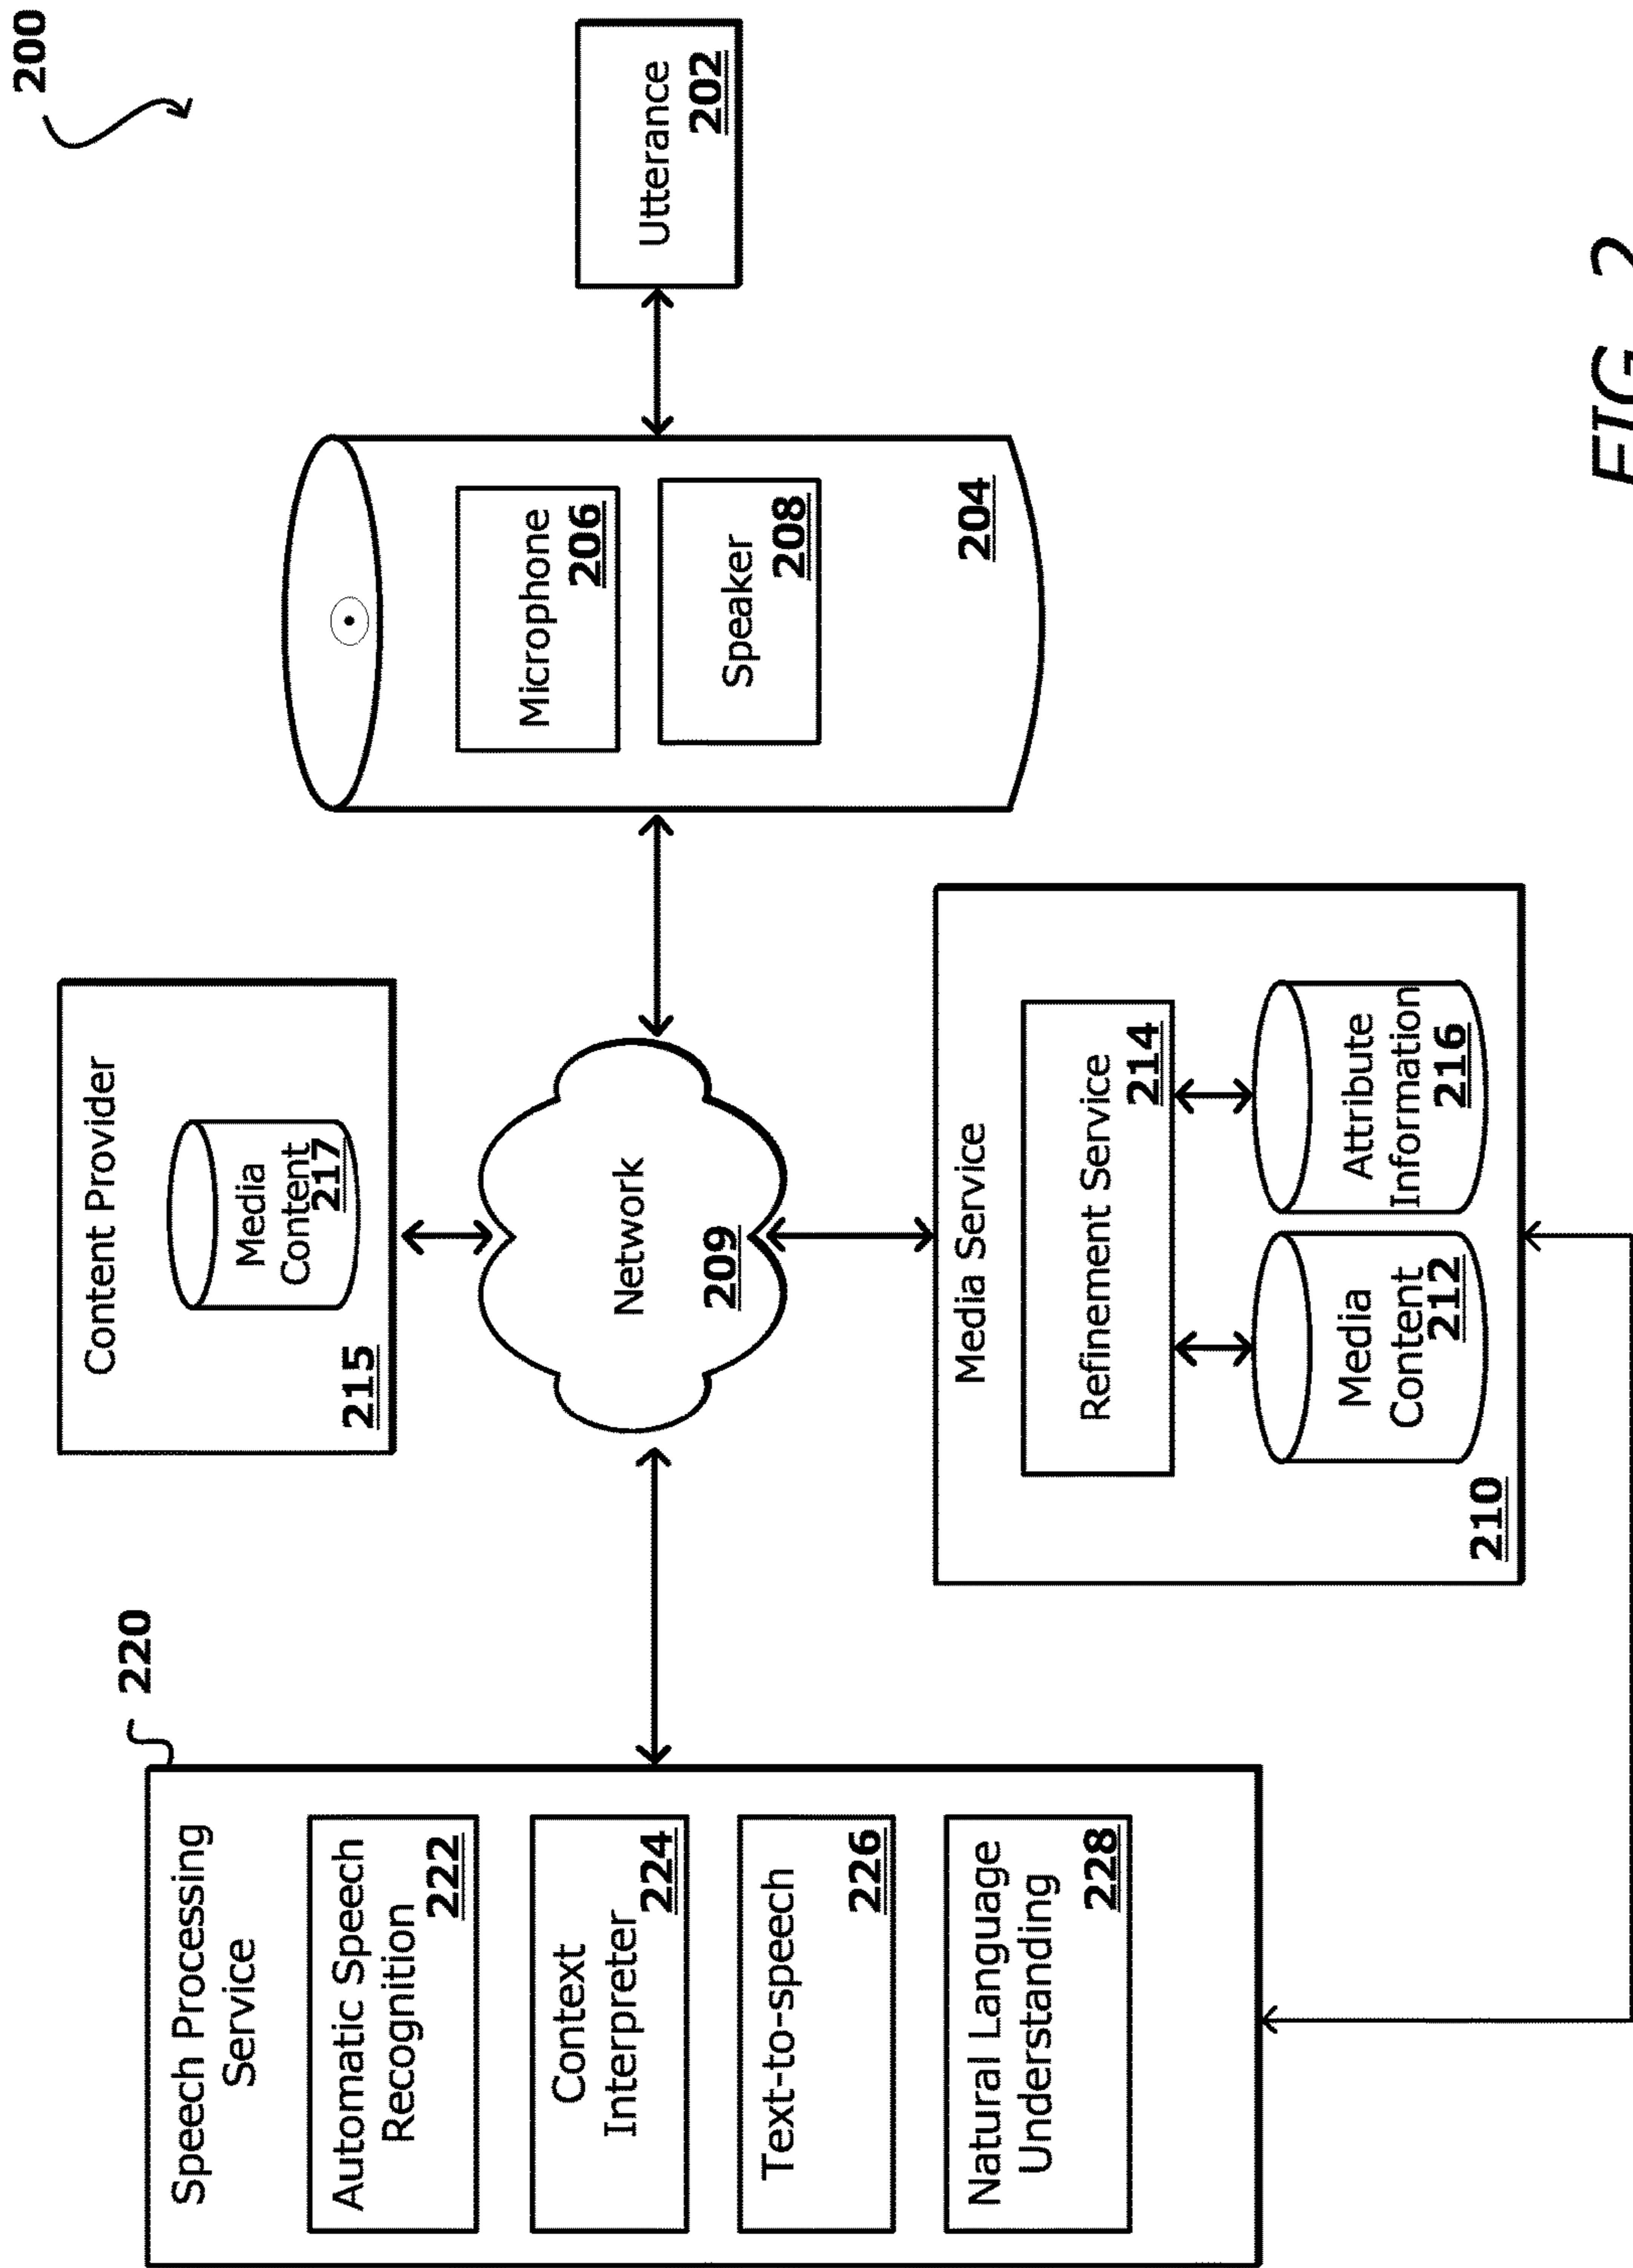 200
220
Speech Processing
Service
Automatic Speech
Recognition
222
Context
Interpreter
224
Text-to-speech
226
Natural Language
Understanding
228
Content Provider
Media
Content
217
215
Network
209
Media Service
Refinement Service
214
Media
Content
212
Attribute
Information
216
210
Microphone
206
Speaker
208
204
Utterance
202
FIG. 2